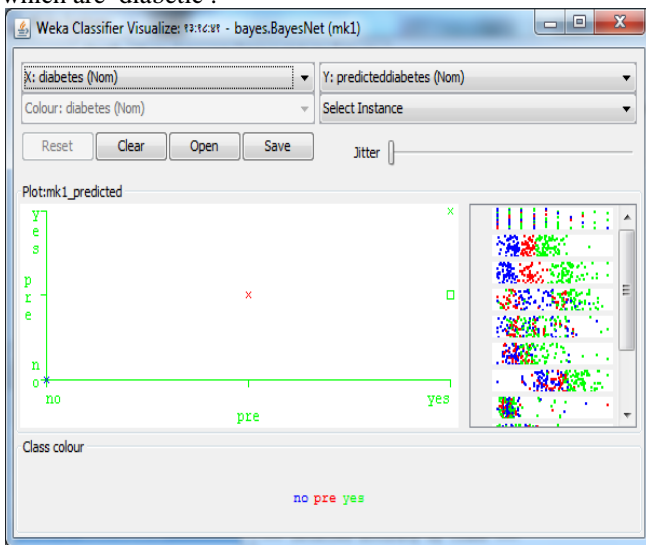 which are diabetic .
Weka Classifier Visualize: - bayes.BayesNet (mk1)
X: diabetes (Nom) Y: predicteddiabetes (Nom)
Colour: diabetes (Nom) Select Instance
Reset Clear Open Save Jitter
Plot:mk1_predicted
yes
pre
no
no pre yes
Class colour
no pre yes